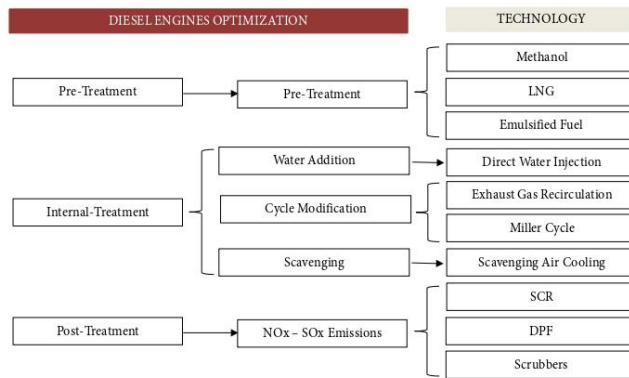 DIESEL ENGINES OPTIMIZATION
TECHNOLOGY
Methanol
Pre-Treatment
Pre-Treatment
LNG
Emulsified Fuel
Water Addition
Direct Water Injection
Internal-Treatment
Cycle Modification
Exhaust Gas Recirculation
Miller Cycle
Scavenging
Scavenging Air Cooling
SCR
Post-Treatment
NOx – SOx Emissions
DPF
Scrubbers